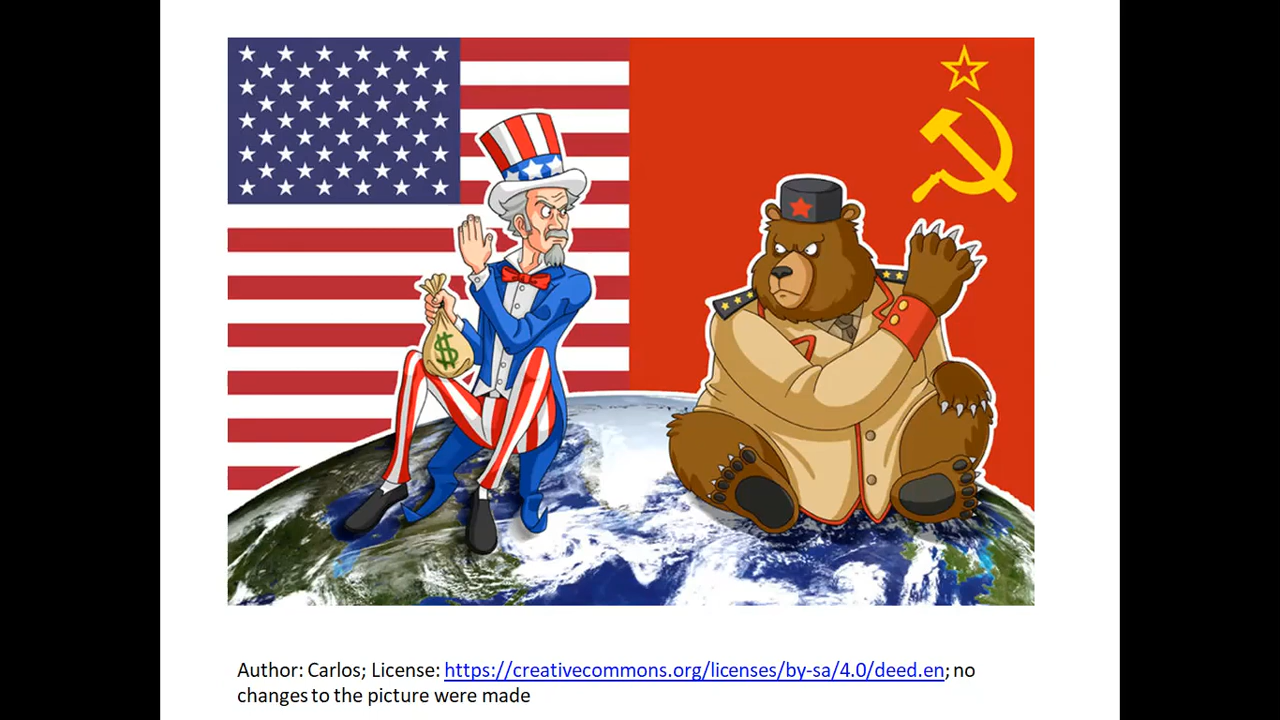 $
Author: Carlos; License: https://creativecommons.org/licenses/by-sa/4.0/deed.en; no
changes to the picture were made